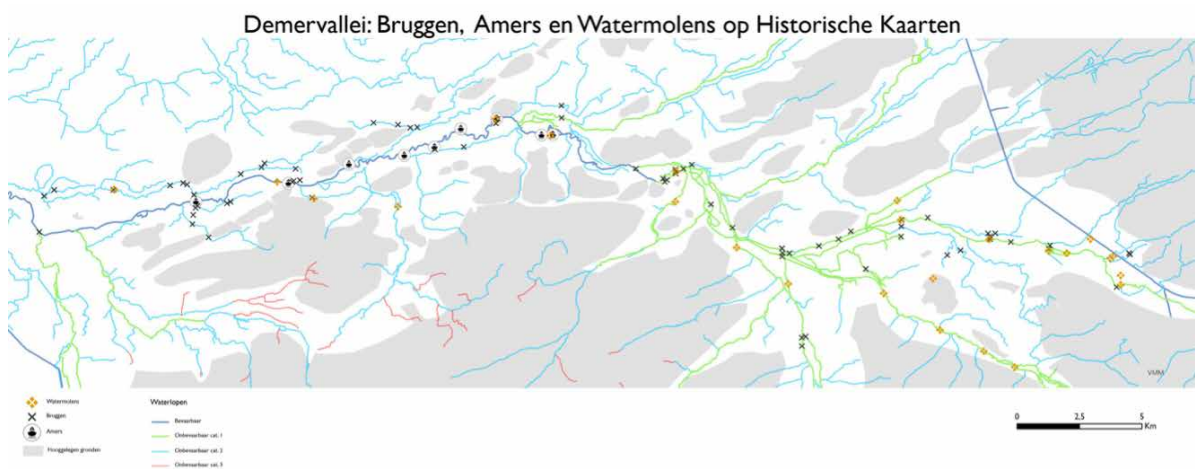 Demervallei: Bruggen, Amers en Watermolens op Historische Kaarten
VMM
Watermolens
Bruggen
Amers
Hooggelegen gronden
Waterlopen
Bevaarbaar
Onbevaarbaar cat. 1
Onbevaarbaar cat. 2
Onbevaarbaar cat. 3
0 2,5 5
Km